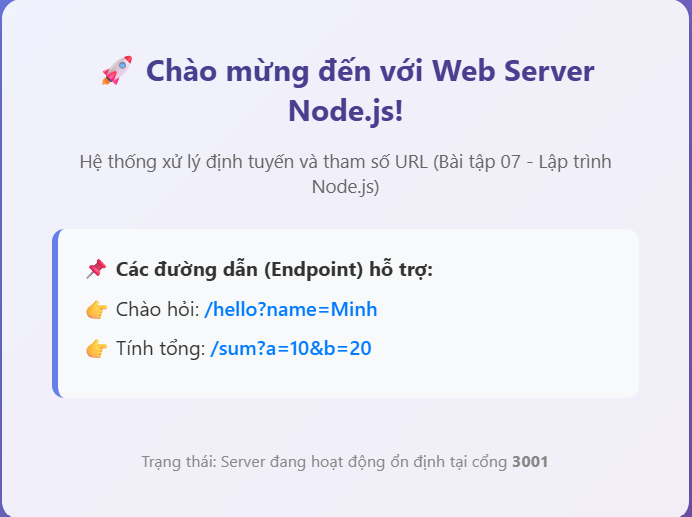 🚀 Chào mừng đến với Web Server
Node.js!
Hệ thống xử lý định tuyến và tham số URL (Bài tập 07 - Lập trình
Node.js)
📌 Các đường dẫn (Endpoint) hỗ trợ:
👉 Chào hỏi: /hello?name=Minh
👉 Tính tổng: /sum?a=10&b=20
Trạng thái: Server đang hoạt động ổn định tại cổng 3001